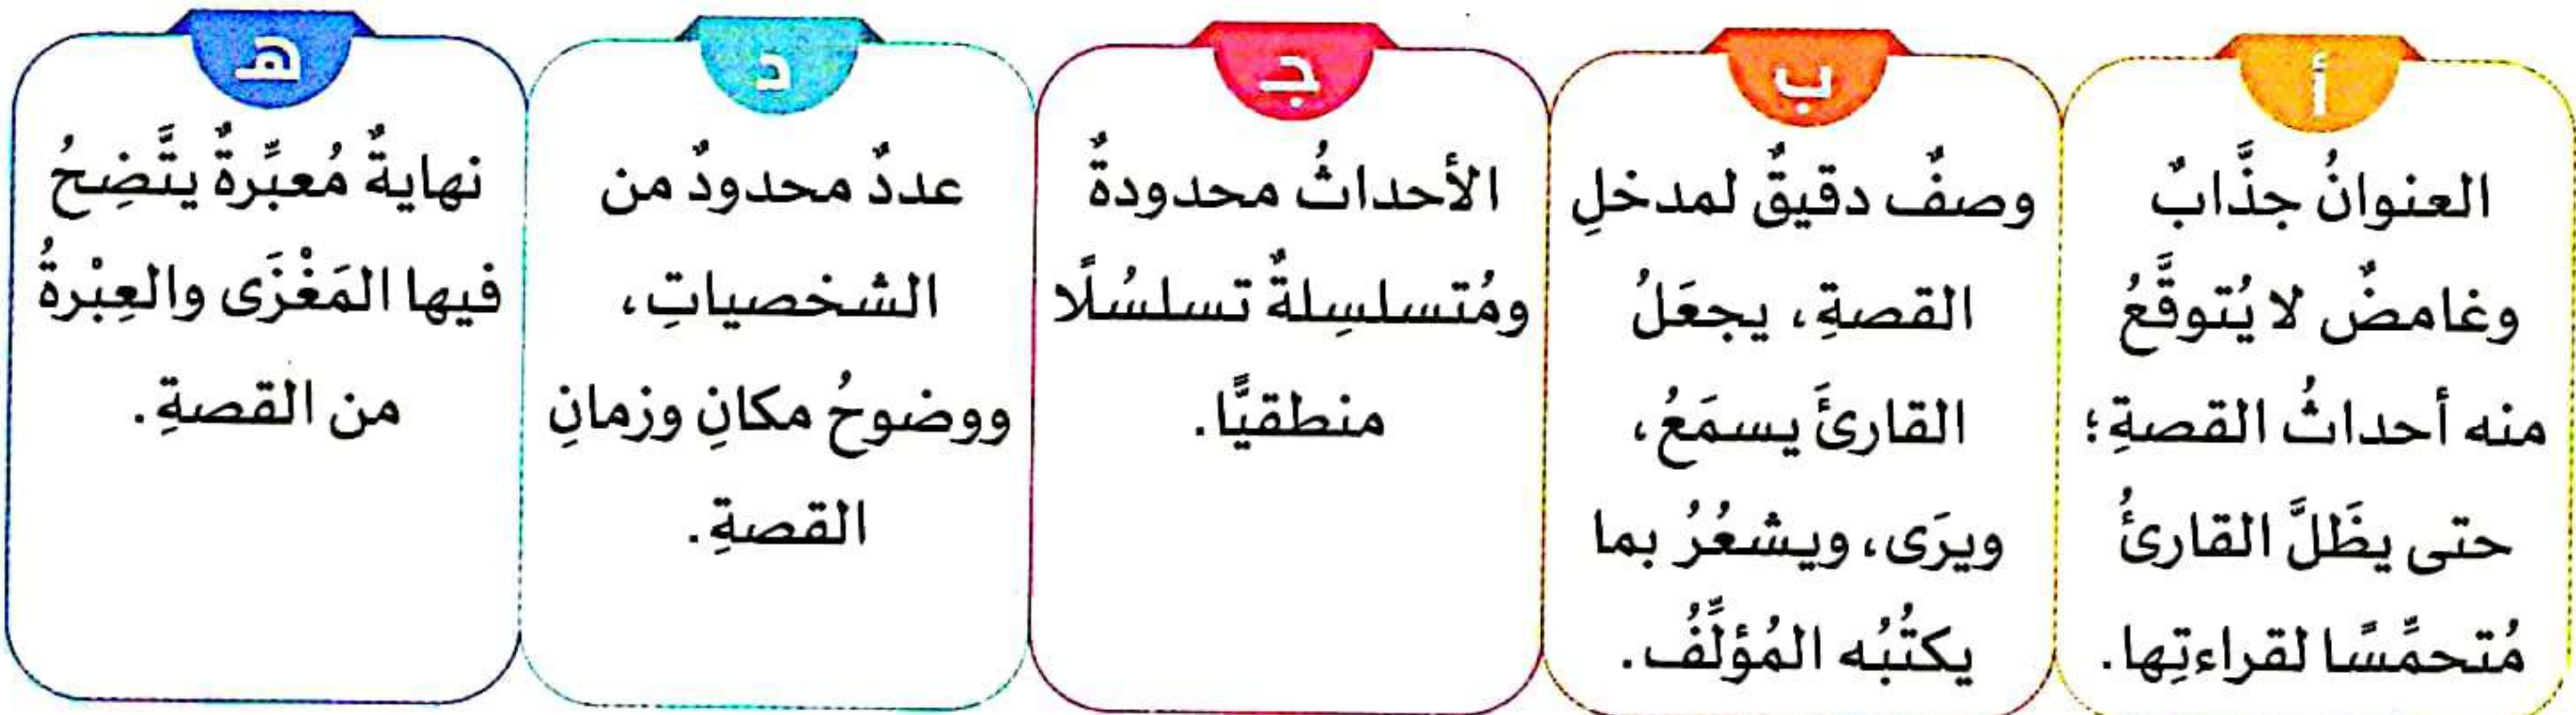 أ
العنوانُ جذَّابٌ
وغامضٌ لا يُتوقَّعُ
منه أحداثُ القصةِ؛
حتى يظَلَّ القارئُ
مُتحمِّسًا لقراءتِها.
ب
وصفٌ دقيقٌ لمدخلِ
القصةِ، يجعَلُ
القارئَ يسمَعُ،
ويرَى، ويشعُرُ بما
يكتُبُه المُؤلِّفُ.
جـ
الأحداثُ محدودةٌ
ومُتسلسِلةٌ تسلسُلًا
منطقيًّا.
د
عددٌ محدودٌ من
الشخصياتِ،
ووضوحُ مكانِ وزمانِ
القصةِ.
هـ
نهايةٌ مُعبِّرةٌ يتَّضِحُ
فيها المَغْزَى والعِبْرةُ
من القصةِ.